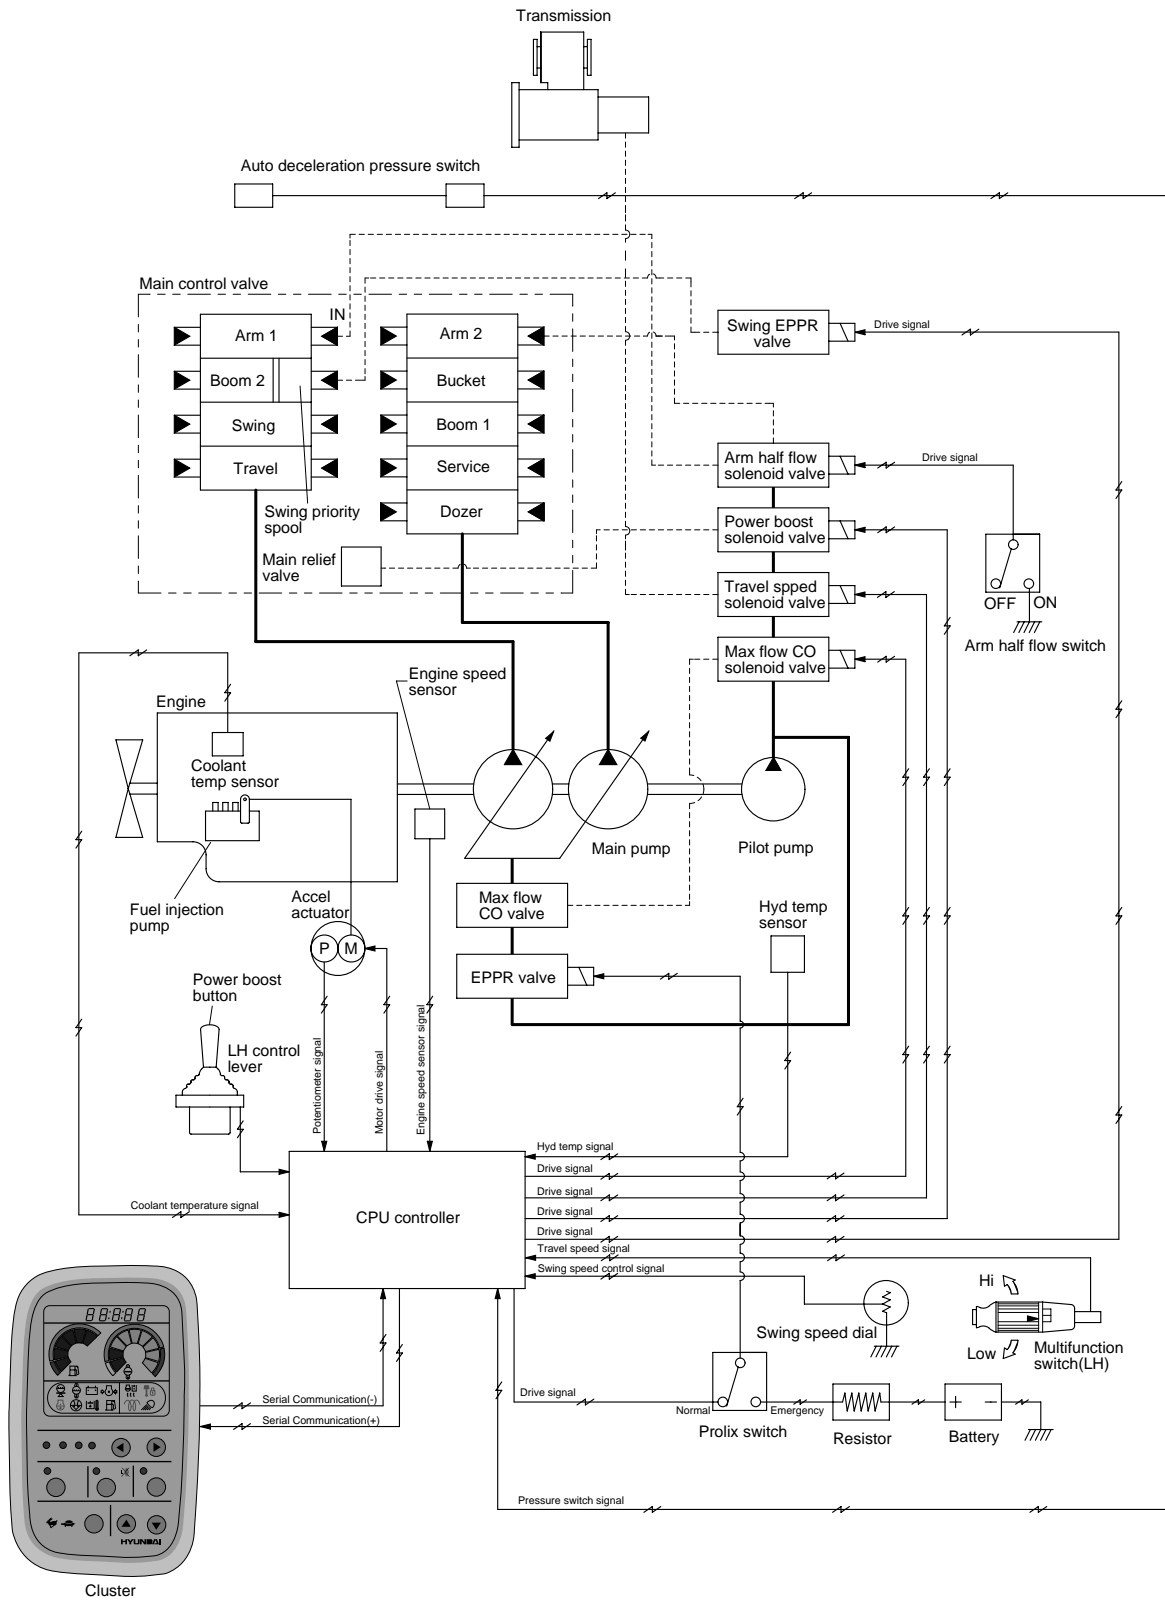 Transmission
Auto deceleration pressure switch
Main control valve
IN
Arm 1
Boom 2
Swing
Travel
Swing priority
spool
Arm 2
Bucket
Boom 1
Service
Dozer
Main relief
valve
Swing EPPR
valve
Drive signal
Arm half flow
solenoid valve
Drive signal
Power boost
solenoid valve
Travel spped
solenoid valve
Max flow CO
solenoid valve
OFF
ON
Arm half flow switch
Engine speed
sensor
Engine
Coolant
temp sensor
Fuel injection
pump
Main pump
Pilot pump
Accel
actuator
P
M
Max flow
CO valve
EPPR valve
Hyd temp
sensor
Power boost
button
LH control
lever
Potentiometer signal
Motor drive signal
Engine speed sensor signal
CPU controller
Coolant temperature signal
Hyd temp signal
Drive signal
Drive signal
Drive signal
Drive signal
Travel speed signal
Swing speed control signal
Swing speed dial
Hi
Low
Multifunction
switch(LH)
Serial Communication(-)
Serial Communication(+)
Drive signal
Normal
Emergency
Prolix switch
Resistor
+ -
Battery
Pressure switch signal
88:888
HYUNDAI
Cluster